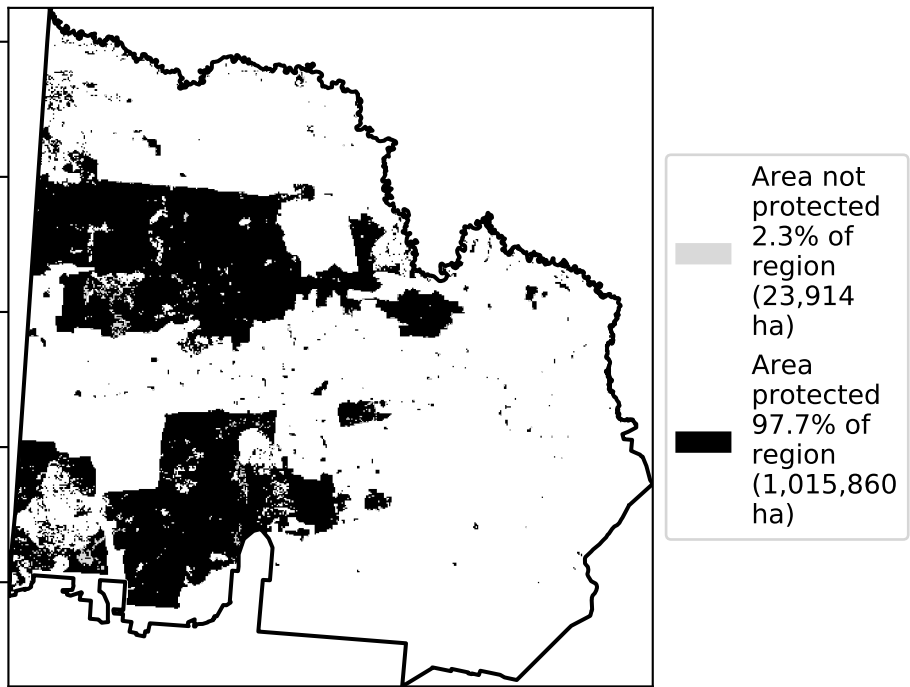 Area not
protected
2.3% of
region
(23,914
ha)
Area
protected
97.7% of
region
(1,015,860
ha)